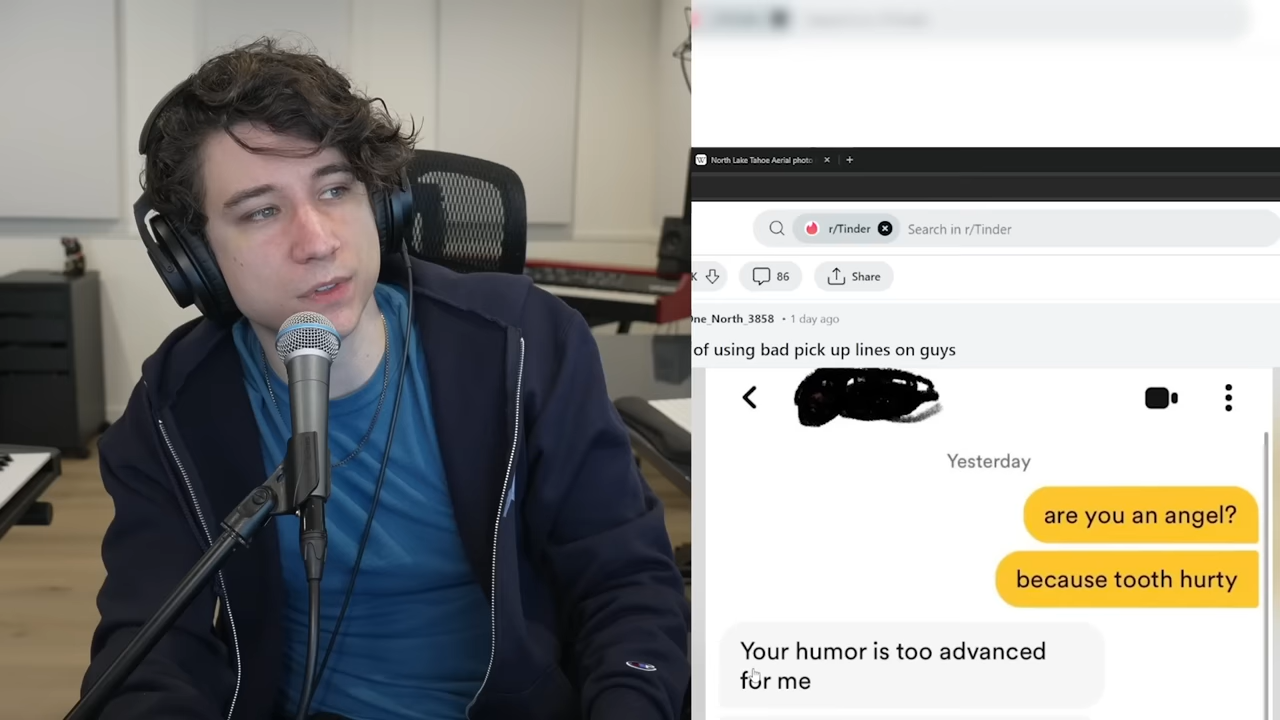 North Lake Tahoe Aerial photo
r/Tinder
Search in r/Tinder
86
Share
One_North_3858 • 1 day ago
of using bad pick up lines on guys
Yesterday
are you an angel?
because tooth hurty
Your humor is too advanced
for me